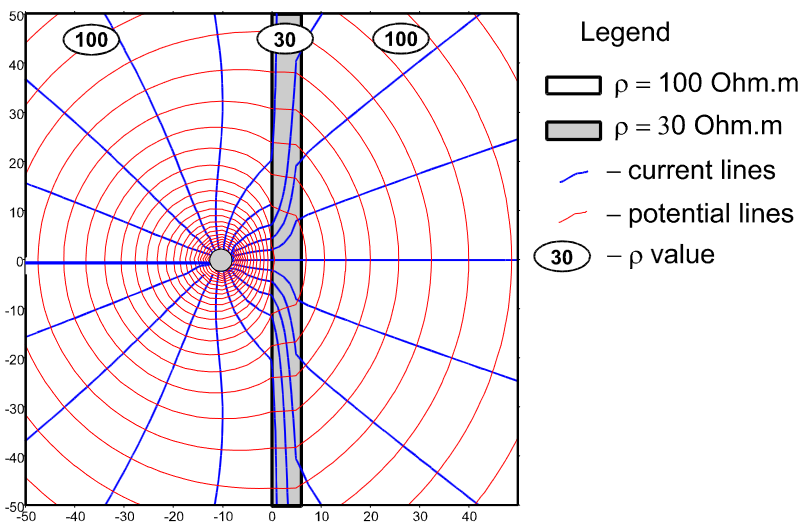 100
30
100
50
40
30
20
10
0
-10
-20
-30
-40
-50
-50 -40 -30 -20 -10 0 10 20 30 40
Legend
ρ = 100 Ohm.m
ρ = 30 Ohm.m
– current lines
– potential lines
30 – ρ value